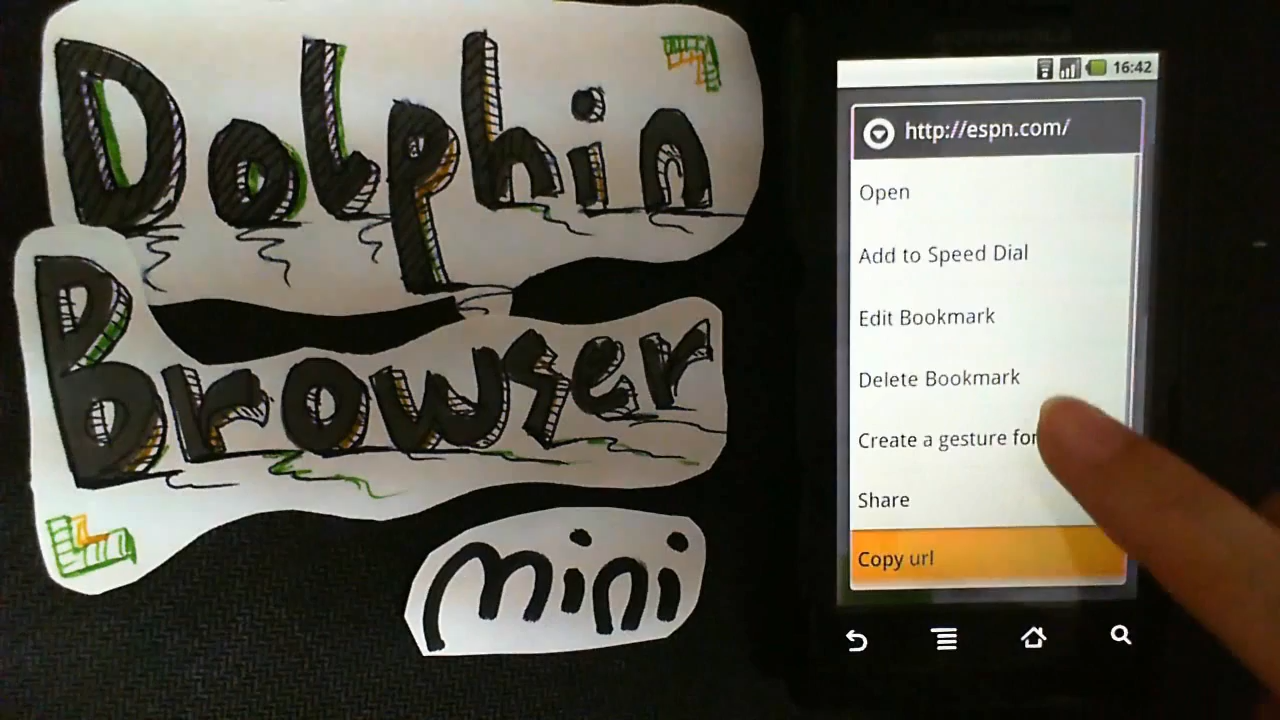 Dolphin
Browser
mini
16:42
http://espn.com/
Open
Add to Speed Dial
Edit Bookmark
Delete Bookmark
Create a gesture for
Share
Copy url